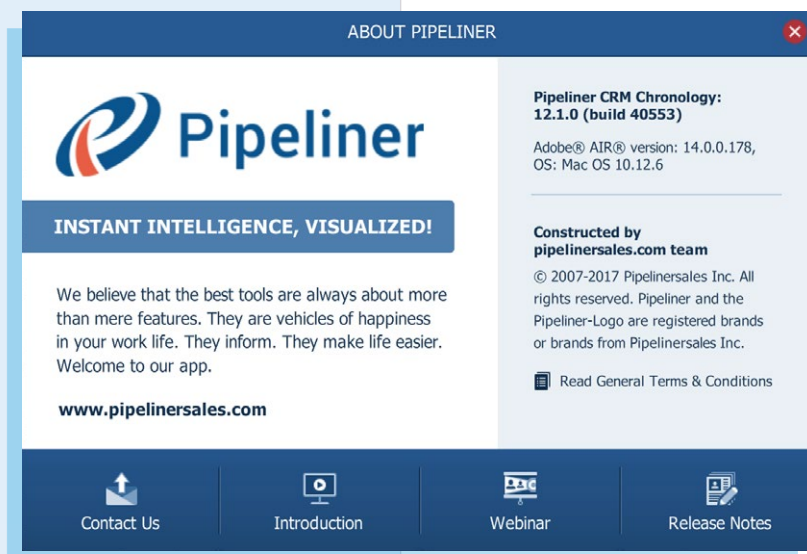 ABOUT PIPELINER
Pipeliner
INSTANT INTELLIGENCE, VISUALIZED!
We believe that the best tools are always about more
than mere features. They are vehicles of happiness
in your work life. They inform. They make life easier.
Welcome to our app.
www.pipelinersales.com
Pipeliner CRM Chronology:
12.1.0 (build 40553)
Adobe® AIR® version: 14.0.0.178,
OS: Mac OS 10.12.6
Constructed by
pipelinersales.com team
© 2007-2017 Pipelinersales Inc. All
rights reserved. Pipeliner and the
Pipeliner-Logo are registered brands
or brands from Pipelinersales Inc.
Read General Terms & Conditions
Contact Us
Introduction
Webinar
Release Notes